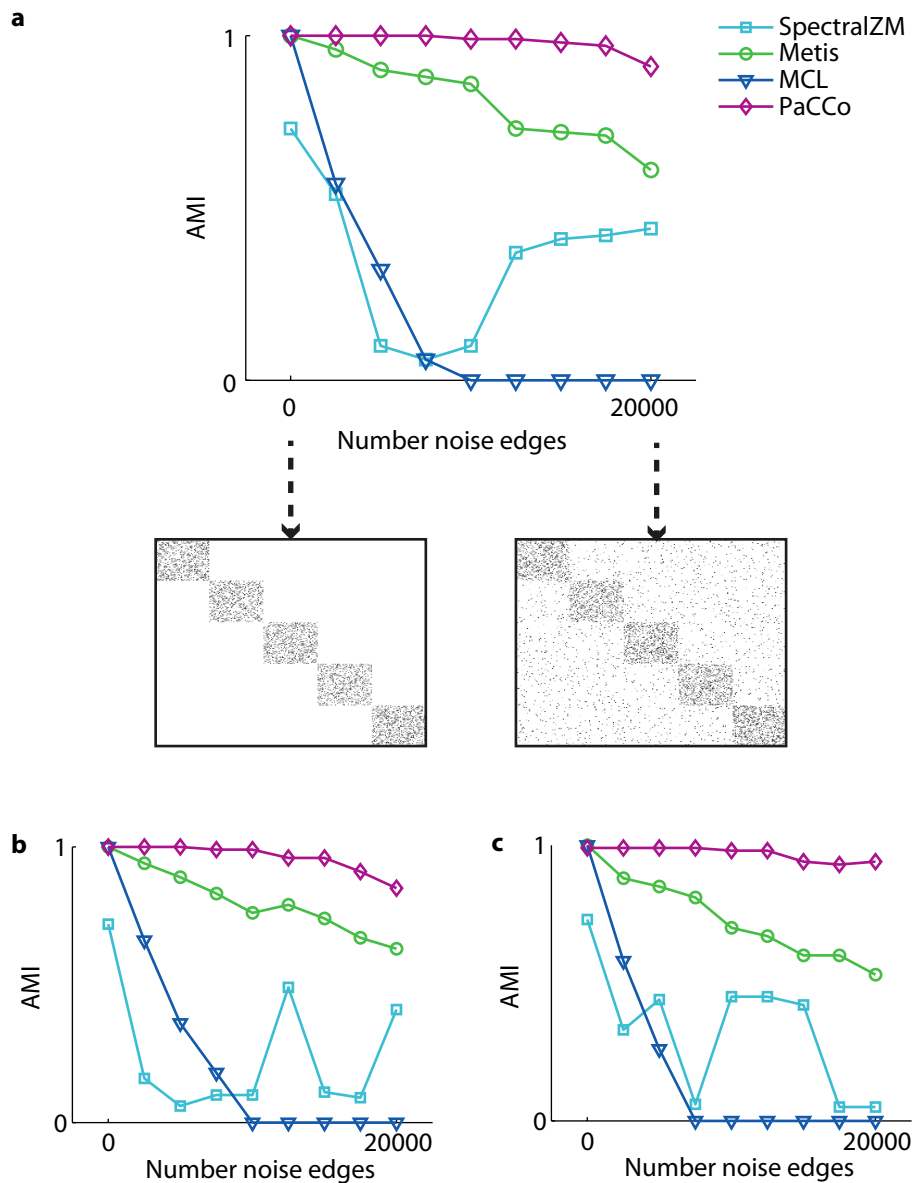 a
1
SpectralZM
Metis
MCL
PaCCo
AMI
0
0
20000
Number noise edges
b
1
AMI
0
0
20000
Number noise edges
c
1
AMI
0
0
20000
Number noise edges